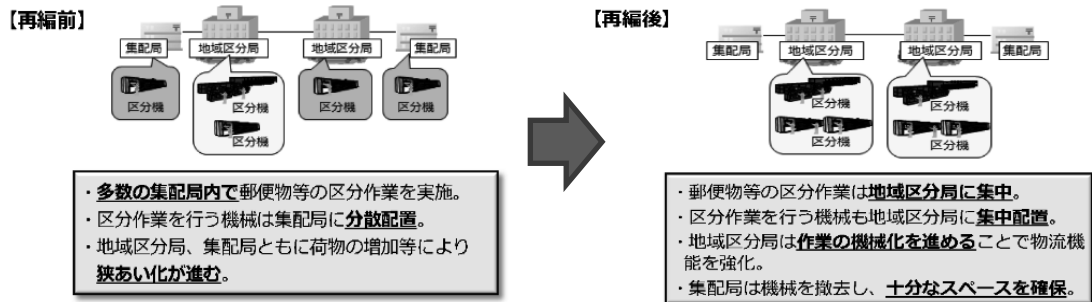 【再編前】
集配局 地域区分局 地域区分局 集配局
区分機 区分機 区分機 区分機
区分機
・多数の集配局内で郵便物等の区分作業を実施。
・区分作業を行う機械は集配局に分散配置。
・地域区分局、集配局ともに荷物の増加等により
狭あい化が進む。
【再編後】
集配局 地域区分局 地域区分局 集配局
区分機 区分機
区分機 区分機
・郵便物等の区分作業は地域区分局に集中。
・区分作業を行う機械も地域区分局に集中配置。
・地域区分局は作業の機械化を進めることで物流機
能を強化。
・集配局は機械を撤去し、十分なスペースを確保。